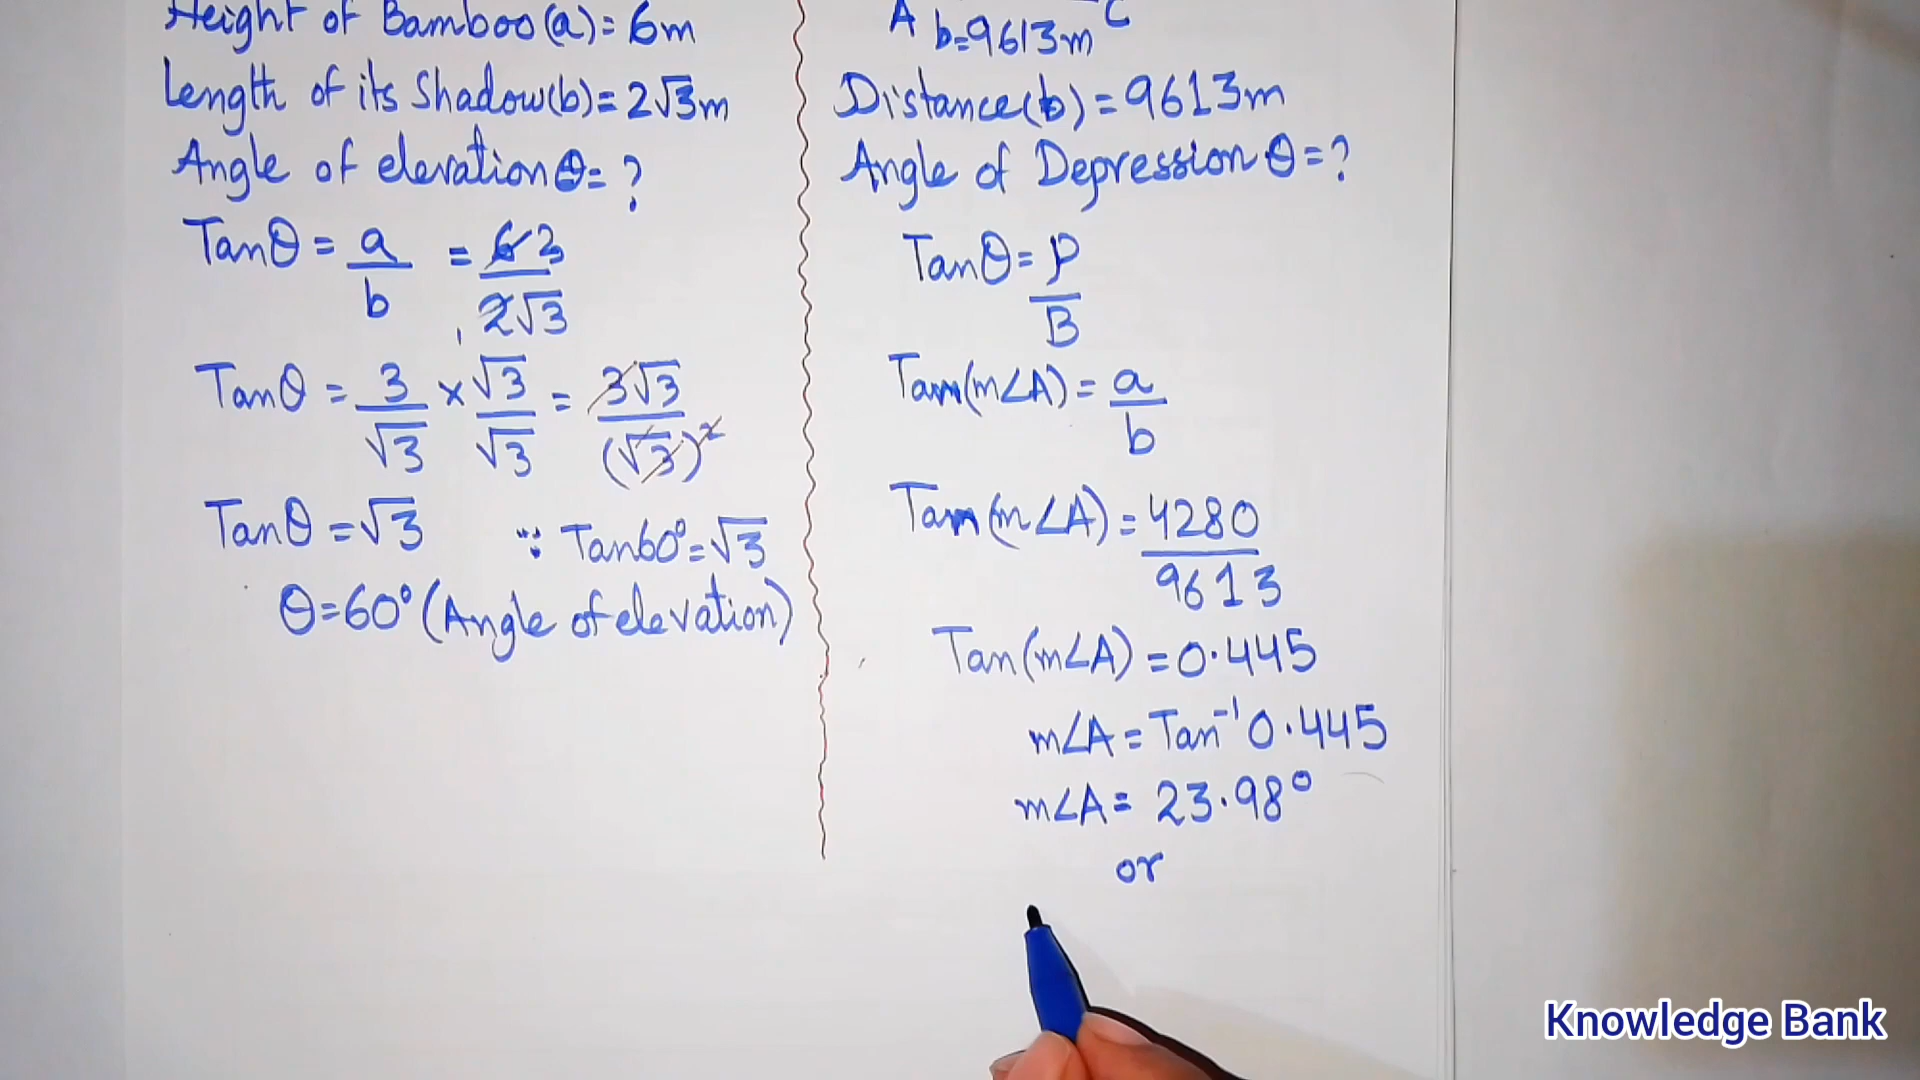 Height of Bamboo(a)= 6m
Length of its Shadow(b)= 2√3m
Angle of elevation θ= ?
Tanθ = a/b = 6 3/2√3
1
Tanθ = 3/√3 × √3/√3 = 3√3/(√3)²
Tanθ = √3 ∵ Tan60°=√3
θ=60° (Angle of elevation)
A b=9613m C
Distance(b)=9613m
Angle of Depression θ=?
Tanθ= P/B
Tan(m∠A)= a/b
Tan(m∠A)= 4280/9613
Tan(m∠A) = 0.445
m∠A = Tan⁻¹ 0.445
m∠A = 23.98°
or
Knowledge Bank